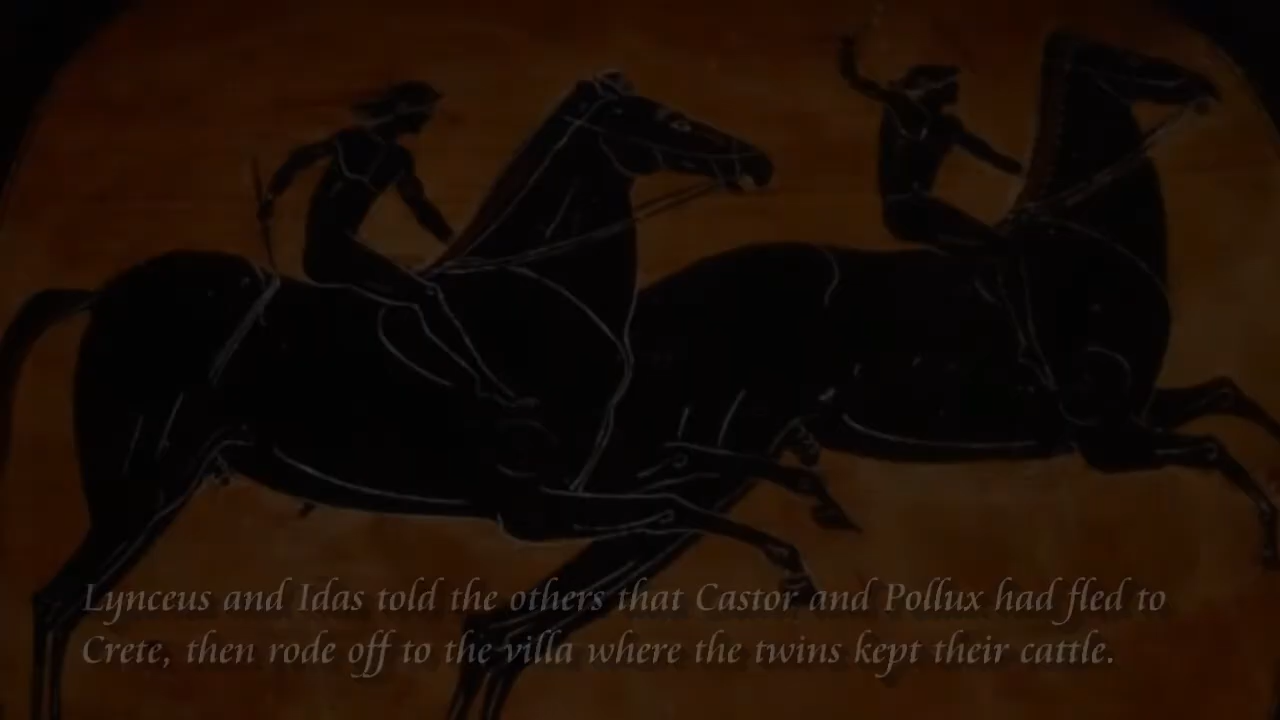 Lynceus and Idas told the others that Castor and Pollux had fled to
Crete, then rode off to the villa where the twins kept their cattle.